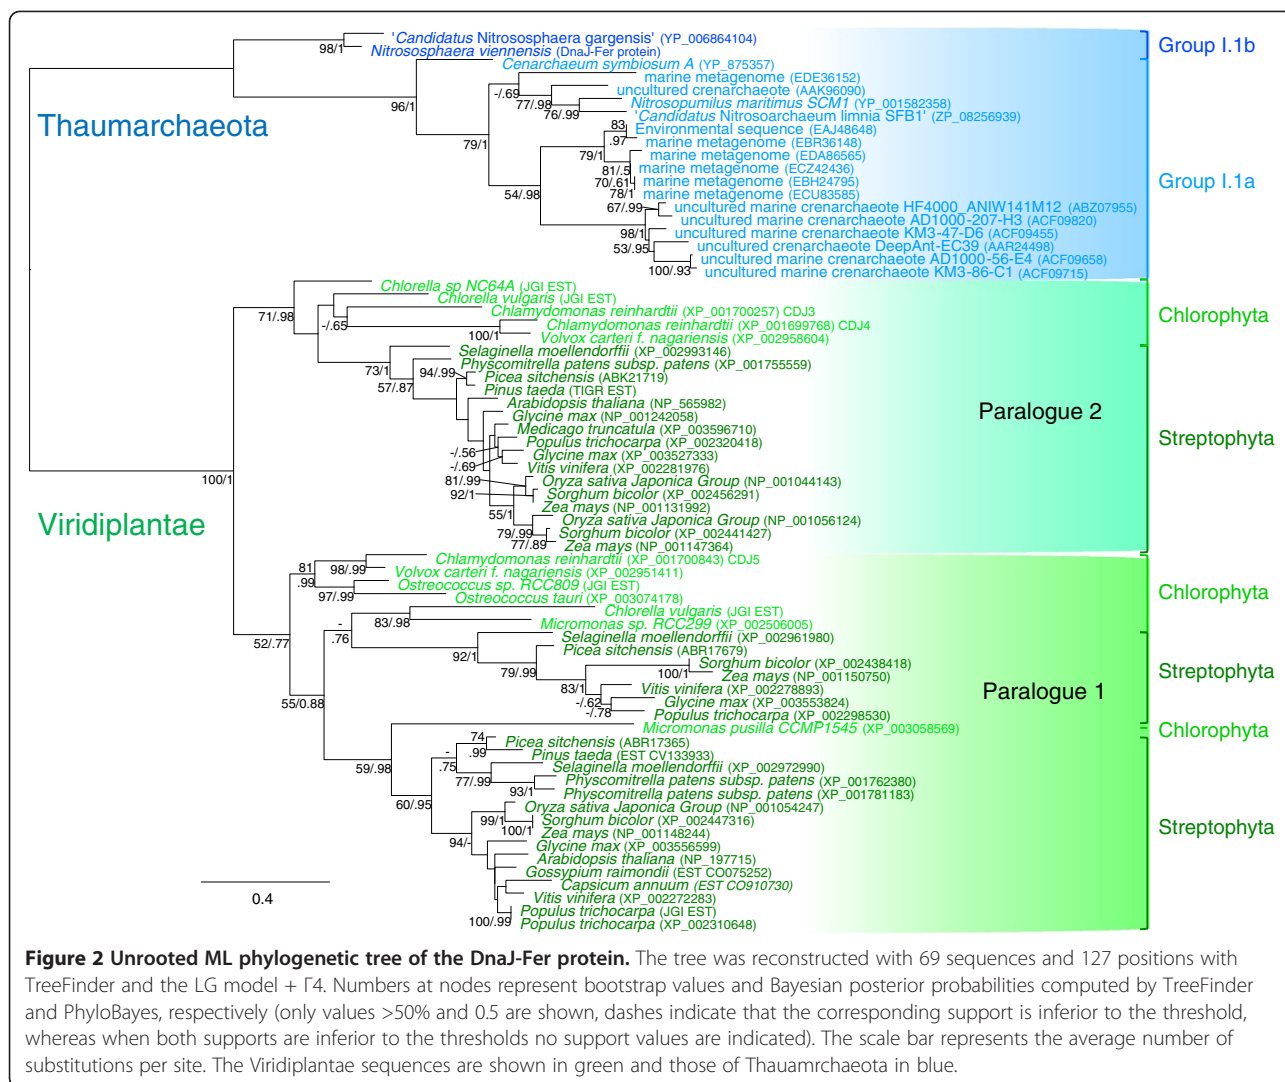 'Candidatus Nitrososphaera gargensis' (YP_006864104)
98/1
Nitrososphaera viennensis (DnaJ-Fer protein)
Group I.1b
Cenarchaeum symbiosum A (YP_875357)
marine metagenome (EDE36152)
-/.69
uncultured crenarchaeote (AAK96090)
96/1
77/.98
Nitrosopumilus maritimus SCM1 (YP_001582358)
76/.99
'Candidatus Nitrosoarchaeum limnia SFB1' (ZP_08256939)
Thaumarchaeota
83
Environmental sequence (EAJ48648)
.97
79/1
marine metagenome (EBR36148)
79/1
marine metagenome (EDA86565)
81/.5
marine metagenome (ECZ42436)
70/.61
marine metagenome (EBH24795)
Group I.1a
54/.98
78/1
marine metagenome (ECU83585)
67/.99
uncultured marine crenarchaeote HF4000_ANIW141M12 (ABZ07955)
uncultured marine crenarchaeote AD1000-207-H3 (ACF09820)
98/1
uncultured marine crenarchaeote KM3-47-D6 (ACF09455)
53/.95
uncultured crenarchaeote DeepAnt-EC39 (AAR24498)
uncultured marine crenarchaeote AD1000-56-E4 (ACF09658)
100/.93
uncultured marine crenarchaeote KM3-86-C1 (ACF09715)
Chlorella sp NC64A (JGI EST)
Chlorella vulgaris (JGI EST)
71/.98
-/.65
Chlamydomonas reinhardtii (XP_001700257) CDJ3
Chlorophyta
Chlamydomonas reinhardtii (XP_001699768) CDJ4
100/1
Volvox carteri f. nagariensis (XP_002958604)
Selaginella moellendorffii (XP_002993146)
73/1
94/.99
Physcomitrella patens subsp. patens (XP_001755559)
57/.87
Picea sitchensis (ABK21719)
Pinus taeda (TIGR EST)
Arabidopsis thaliana (NP_565982)
Paralogue 2
Glycine max (NP_001242058)
Medicago truncatula (XP_003596710)
Streptophyta
Populus trichocarpa (XP_002320418)
-/.56
Glycine max (XP_003527333)
-/.69
Vitis vinifera (XP_002281976)
100/1
81/.99
Oryza sativa Japonica Group (NP_001044143)
92/1
Sorghum bicolor (XP_002456291)
Zea mays (NP_001131992)
55/1
Viridiplantae
Oryza sativa Japonica Group (NP_001056124)
79/.99
Sorghum bicolor (XP_002441427)
77/.89
Zea mays (NP_001147364)
Chlamydomonas reinhardtii (XP_001700843) CDJ5
81
98/.99
Volvox carteri f. nagariensis (XP_002951411)
.99
Ostreococcus sp. RCC809 (JGI EST)
97/.99
Ostreococcus tauri (XP_003074178)
Chlorophyta
Chlorella vulgaris (JGI EST)
83/.98
Micromonas sp. RCC299 (XP_002506005)
-
.76
52/.77
Selaginella moellendorffii (XP_002961980)
92/1
Picea sitchensis (ABR17679)
79/.99
Sorghum bicolor (XP_002438418)
100/1
Zea mays (NP_001150750)
Streptophyta
83/1
Vitis vinifera (XP_002278893)
Paralogue 1
55/0.88
-/.62
Glycine max (XP_003553824)
-/.78
Populus trichocarpa (XP_002298530)
Micromonas pusilla CCMP1545 (XP_003058569)
Chlorophyta
74
Picea sitchensis (ABR17365)
.99
Pinus taeda (EST CV133933)
-
.75
59/.98
Selaginella moellendorffii (XP_002972990)
77/.99
Physcomitrella patens subsp. patens (XP_001762380)
93/1
Physcomitrella patens subsp. patens (XP_001781183)
60/.95
Oryza sativa Japonica Group (NP_001054247)
99/1
Sorghum bicolor (XP_002447316)
100/1
Zea mays (NP_001148244)
Streptophyta
94/-
Glycine max (XP_003556599)
Arabidopsis thaliana (NP_197715)
Gossypium raimondii (EST CO075252)
Capsicum annuum (EST CO910730)
0.4
Vitis vinifera (XP_002272283)
Populus trichocarpa (JGI EST)
100/.99
Populus trichocarpa (XP_002310648)
Figure 2 Unrooted ML phylogenetic tree of the DnaJ-Fer protein. The tree was reconstructed with 69 sequences and 127 positions with
TreeFinder and the LG model + Γ4. Numbers at nodes represent bootstrap values and Bayesian posterior probabilities computed by TreeFinder
and PhyloBayes, respectively (only values >50% and 0.5 are shown, dashes indicate that the corresponding support is inferior to the threshold,
whereas when both supports are inferior to the thresholds no support values are indicated). The scale bar represents the average number of
substitutions per site. The Viridiplantae sequences are shown in green and those of Thauamrchaeota in blue.